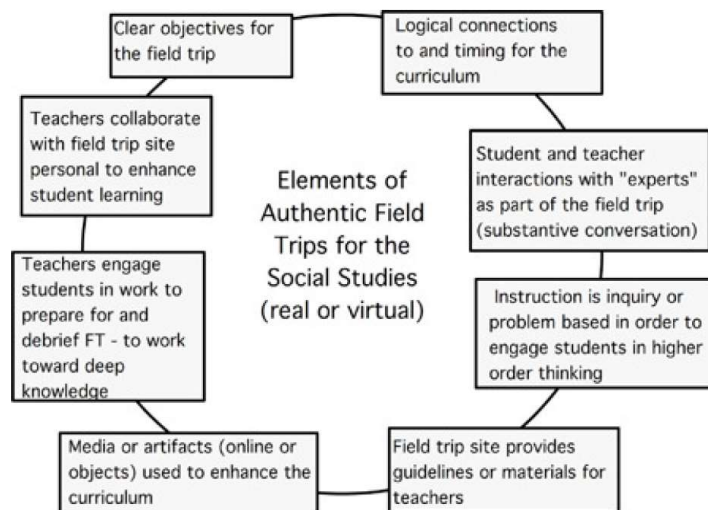 Clear objectives for
the field trip
Logical connections
to and timing for the
curriculum
Teachers collaborate
with field trip site
personal to enhance
student learning
Elements of
Authentic Field
Trips for the
Social Studies
(real or virtual)
Student and teacher
interactions with "experts"
as part of the field trip
(substantive conversation)
Teachers engage
students in work to
prepare for and
debrief FT - to work
toward deep
knowledge
Instruction is inquiry or
problem based in order to
engage students in higher
order thinking
Media or artifacts (online or
objects) used to enhance the
curriculum
Field trip site provides
guidelines or materials for
teachers